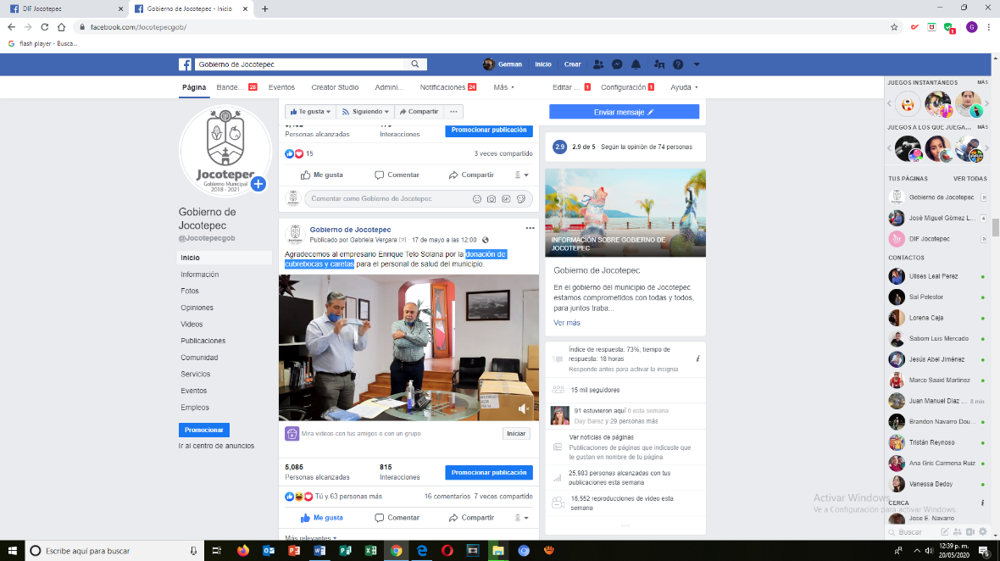 DIF Jocotepec
Gobierno de Jocotepec - Inicio
facebook.com/Jocotepecgob/
flash player - Busca...
Gobierno de Jocotepec
German
Inicio
Crear
Página
Bande... 28
Eventos
Creator Studio
Admini...
Notificaciones 24
Más
Editar ... 1
Configuración 1
Ayuda
Jocotepec
Gobierno Municipal
2018 - 2021
Gobierno de
Jocotepec
@Jocotepecgob
Inicio
Información
Fotos
Opiniones
Videos
Publicaciones
Comunidad
Servicios
Eventos
Empleos
Promocionar
Ir al centro de anuncios
Te gusta
Siguiendo
Compartir
Enviar mensaje
Personas alcanzadas
Interacciones
Promocionar publicación
15
3 veces compartido
Me gusta
Comentar
Compartir
Comentar como Gobierno de Jocotepec
Gobierno de Jocotepec
Publicado por Gabriela Vergara [?] · 17 de mayo a las 12:00
Agradecemos al empresario Enrique Telo Solana por la donación de
cubrebocas y caretas para el personal de salud del municipio.
Mira videos con tus amigos o con un grupo
Iniciar
5,085
Personas alcanzadas
815
Interacciones
Promocionar publicación
Tú y 63 personas más
16 comentarios 7 veces compartido
Me gusta
Comentar
Compartir
Más relevantes
2.9
2.9 de 5 · Según la opinión de 74 personas
INFORMACIÓN SOBRE GOBIERNO DE
JOCOTEPEC
Gobierno de Jocotepec
En el gobierno del municipio de Jocotepec
estamos comprometidos con todas y todos,
para juntos traba...
Ver más
Índice de respuesta: 73%; tiempo de
respuesta: 18 horas
Responde antes para activar la insignia
15 mil seguidores
91 estuvieron aquí 0 esta semana
Day Barez y 29 personas más
Ver noticias de páginas
Publicaciones de páginas que indicaste que
te gustan en nombre de tu página
25,983 personas alcanzadas con tus
publicaciones esta semana
16,552 reproducciones de video esta
semana
JUEGOS INSTANTÁNEOS
MÁS
JUEGOS A LOS QUE JUEGA...
MÁS
TUS PÁGINAS
VER TODAS
Gobierno de Jocotepec
José Miguel Gómez L... 4
DIF Jocotepec
CONTACTOS
Ulises Leal Perez
Sal Pelestor
Lorena Ceja
Sabom Luis Mercado
Jesús Abel Jiménez
Marco Saaid Martinez
Juan Manuel Diaz ... 8 min
Brandon Navarro Dou...
Tristán Reynoso
Ana Gris Carmona Ruiz
Vanessa Bedoy
CERCA
Jose E. Navarro
Buscar
Activar Windows
Ve a Configuración para activar Windows.
Escribe aquí para buscar
12:39 p. m.
20/05/2020
5